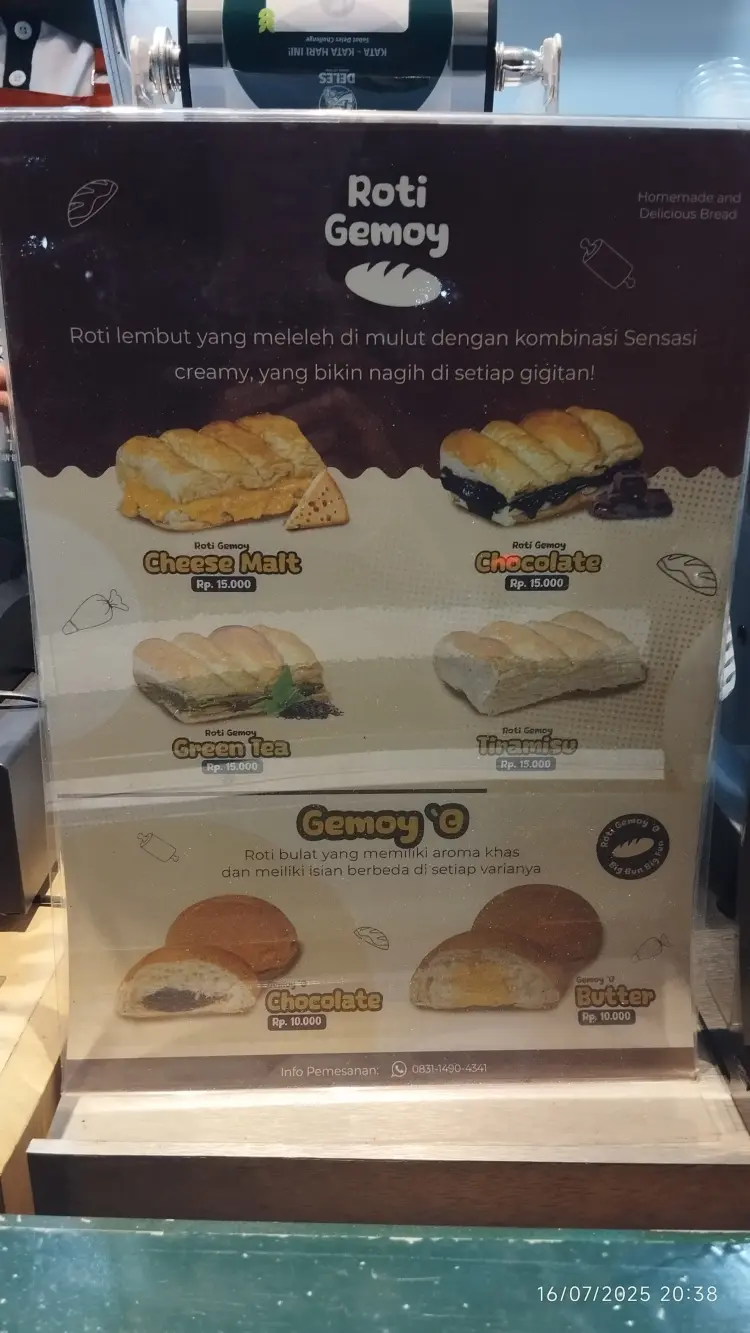 KATA - KATA HARI INI!
DELES
Roti
Gemoy
Homemade and
Delicious Bread
Roti lembut yang meleleh di mulut dengan kombinasi Sensasi
creamy, yang bikin nagih di setiap gigitan!
Roti Gemoy
Cheese Malt
Rp. 15.000
Roti Gemoy
Chocolate
Rp. 15.000
Roti Gemoy
Green Tea
Rp. 15.000
Roti Gemoy
Tiramisu
Rp. 15.000
Gemoy 'O
Roti bulat yang memiliki aroma khas
dan meiliki isian berbeda di setiap varianya
Roti Gemoy 'O
Big Bun Big Fun
Chocolate
Rp. 10.000
Gemoy 'O
Butter
Rp. 10.000
Info Pemesanan: 0831-1490-4341
16/07/2025 20:38